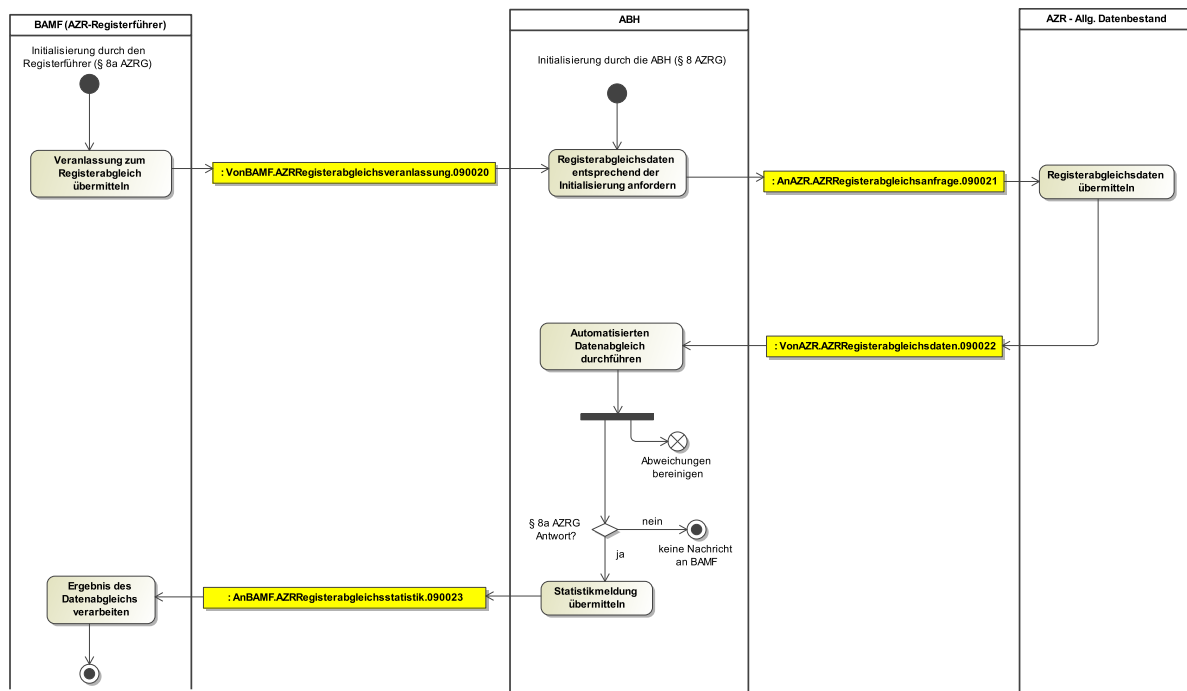 BAMF (AZR-Registerführer)
ABH
AZR - Allg. Datenbestand
Initialisierung durch den
Registerführer (§ 8a AZRG)
Initialisierung durch die ABH (§ 8 AZRG)
Veranlassung zum
Registerabgleich
übermitteln
: VonBAMF.AZRRegisterabgleichsveranlassung.090020
Registerabgleichsdaten
entsprechend der
Initialisierung anfordern
: AnAZR.AZRRegisterabgleichsanfrage.090021
Registerabgleichsdaten
übermitteln
Automatisierten
Datenabgleich
durchführen
: VonAZR.AZRRegisterabgleichsdaten.090022
Abweichungen
bereinigen
§ 8a AZRG
Antwort?
nein
keine Nachricht
an BAMF
ja
Ergebnis des
Datenabgleichs
verarbeiten
: AnBAMF.AZRRegisterabgleichsstatistik.090023
Statistikmeldung
übermitteln